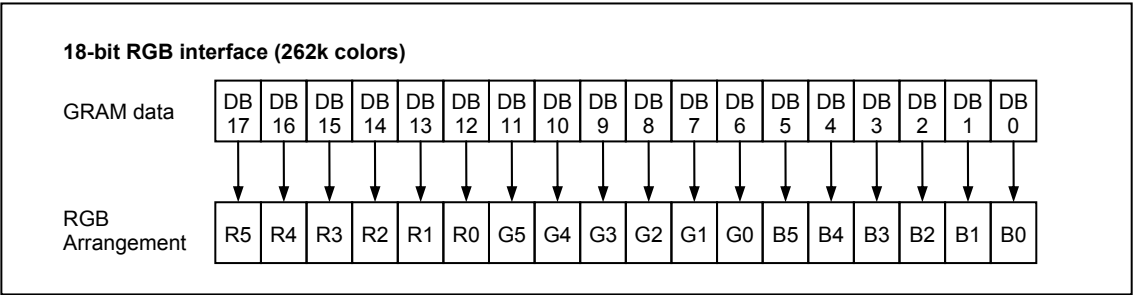 18-bit RGB interface (262k colors)
GRAM data
DB 17 DB 16 DB 15 DB 14 DB 13 DB 12 DB 11 DB 10 DB 9 DB 8 DB 7 DB 6 DB 5 DB 4 DB 3 DB 2 DB 1 DB 0
RGB
Arrangement
R5 R4 R3 R2 R1 R0 G5 G4 G3 G2 G1 G0 B5 B4 B3 B2 B1 B0